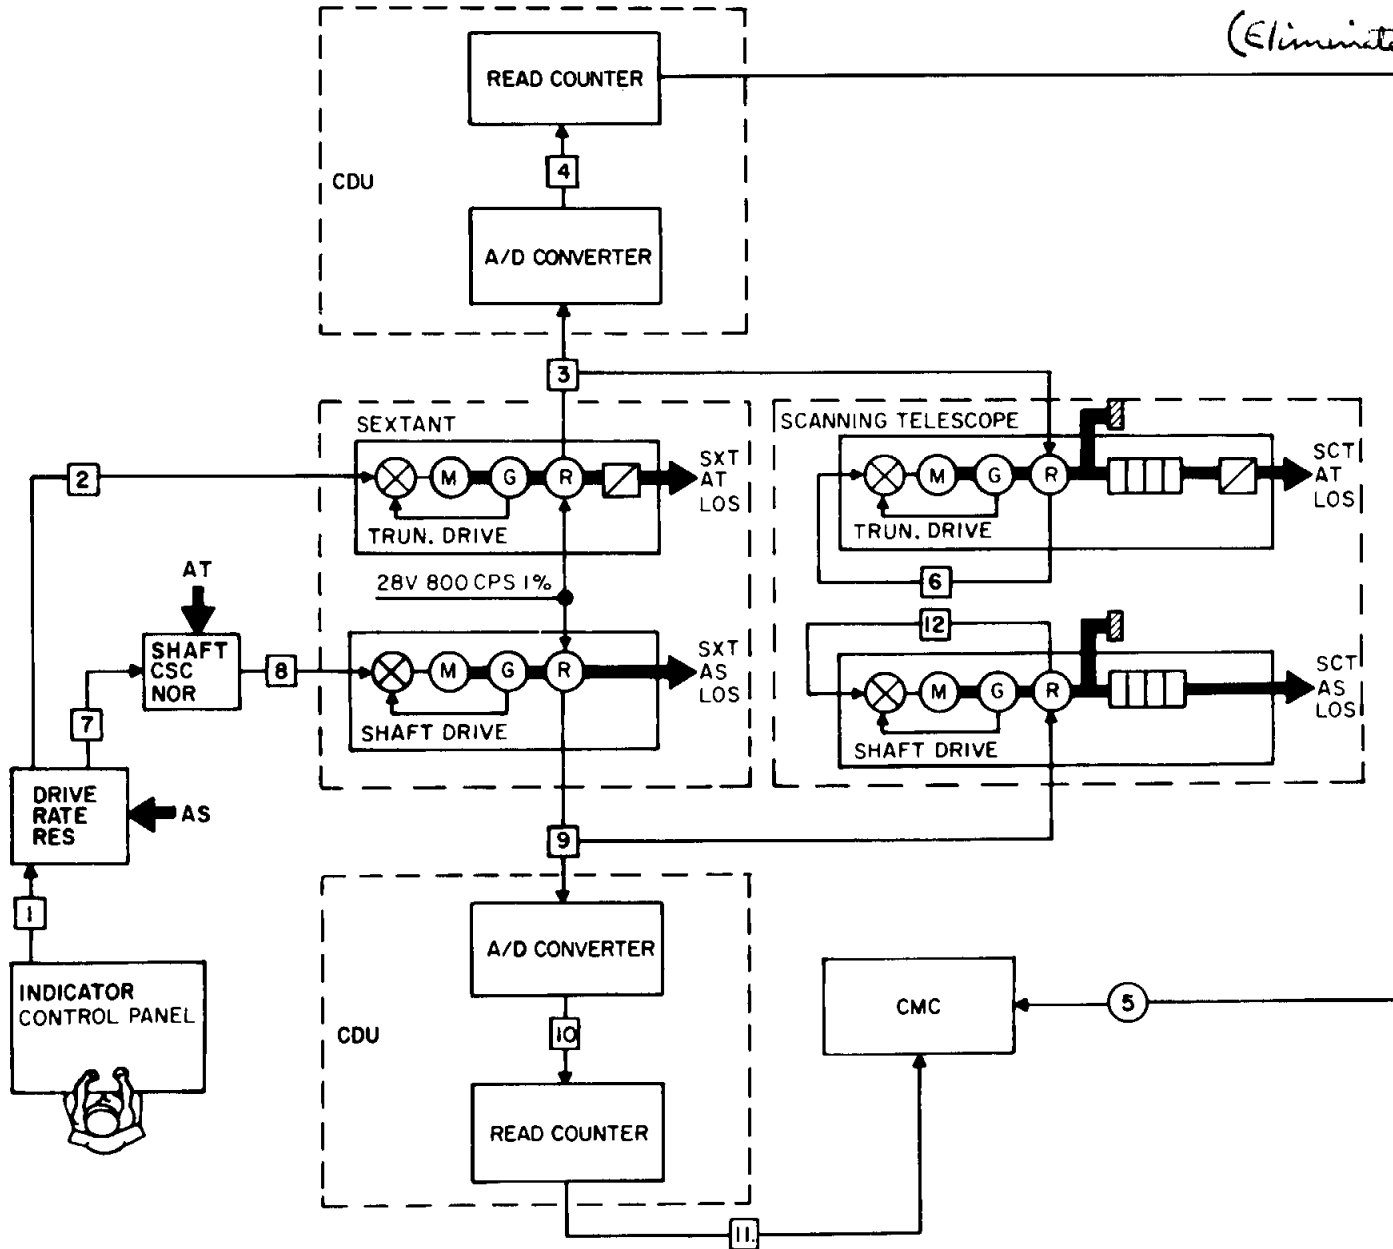 (Eliminate
READ COUNTER
4
CDU
A/D CONVERTER
3
SEXTANT
M G R
TRUN. DRIVE
SXT
AT
LOS
2
28V 800 CPS 1%
M G R
SHAFT DRIVE
SXT
AS
LOS
SCANNING TELESCOPE
M G R
TRUN. DRIVE
SCT
AT
LOS
6
12
M G R
SHAFT DRIVE
SCT
AS
LOS
AT
SHAFT
CSC
NOR
8
7
DRIVE
RATE
RES
AS
1
INDICATOR
CONTROL PANEL
9
A/D CONVERTER
10
CDU
READ COUNTER
11.
CMC
5